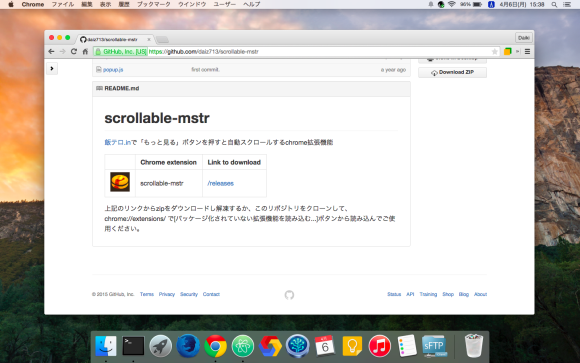 Chrome ファイル 編集 表示 履歴 ブックマーク ウインドウ ユーザー ヘルプ
96% 4月6日(月) 15:38
daiz713/scrollable-mstr
Daiki
GitHub, Inc. [US] https://github.com/daiz713/scrollable-mstr
popup.js first commit. a year ago
Download ZIP
README.md
scrollable-mstr
飯テロ.inで「もっと見る」ボタンを押すと自動スクロールするchrome拡張機能
Chrome extension Link to download
scrollable-mstr /releases
上記のリンクからzipをダウンロードし解凍するか、このリポジトリをクローンして、
chrome://extensions/ で[パッケージ化されていない拡張機能を読み込む...]ボタンから読み込んでご
使用ください。
© 2015 GitHub, Inc. Terms Privacy Security Contact
Status API Training Shop Blog About
6
SFTP